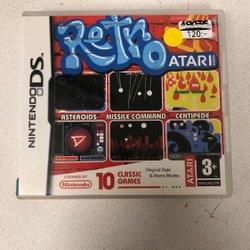 NINTENDO DS
Retro
120:-
ATARI
ASTEROIDS
MISSILE COMMAND
CENTIPEDE
LICENSED BY
Nintendo
10 CLASSIC
GAMES
Original Style
& Remix Modes
ATARI
3+